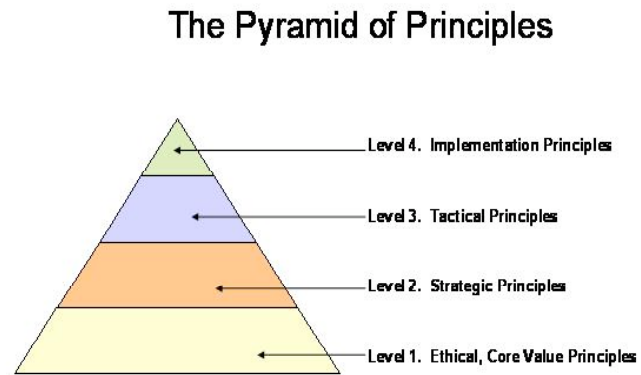 The Pyramid of Principles
Level 4. Implementation Principles
Level 3. Tactical Principles
Level 2. Strategic Principles
Level 1. Ethical, Core Value Principles